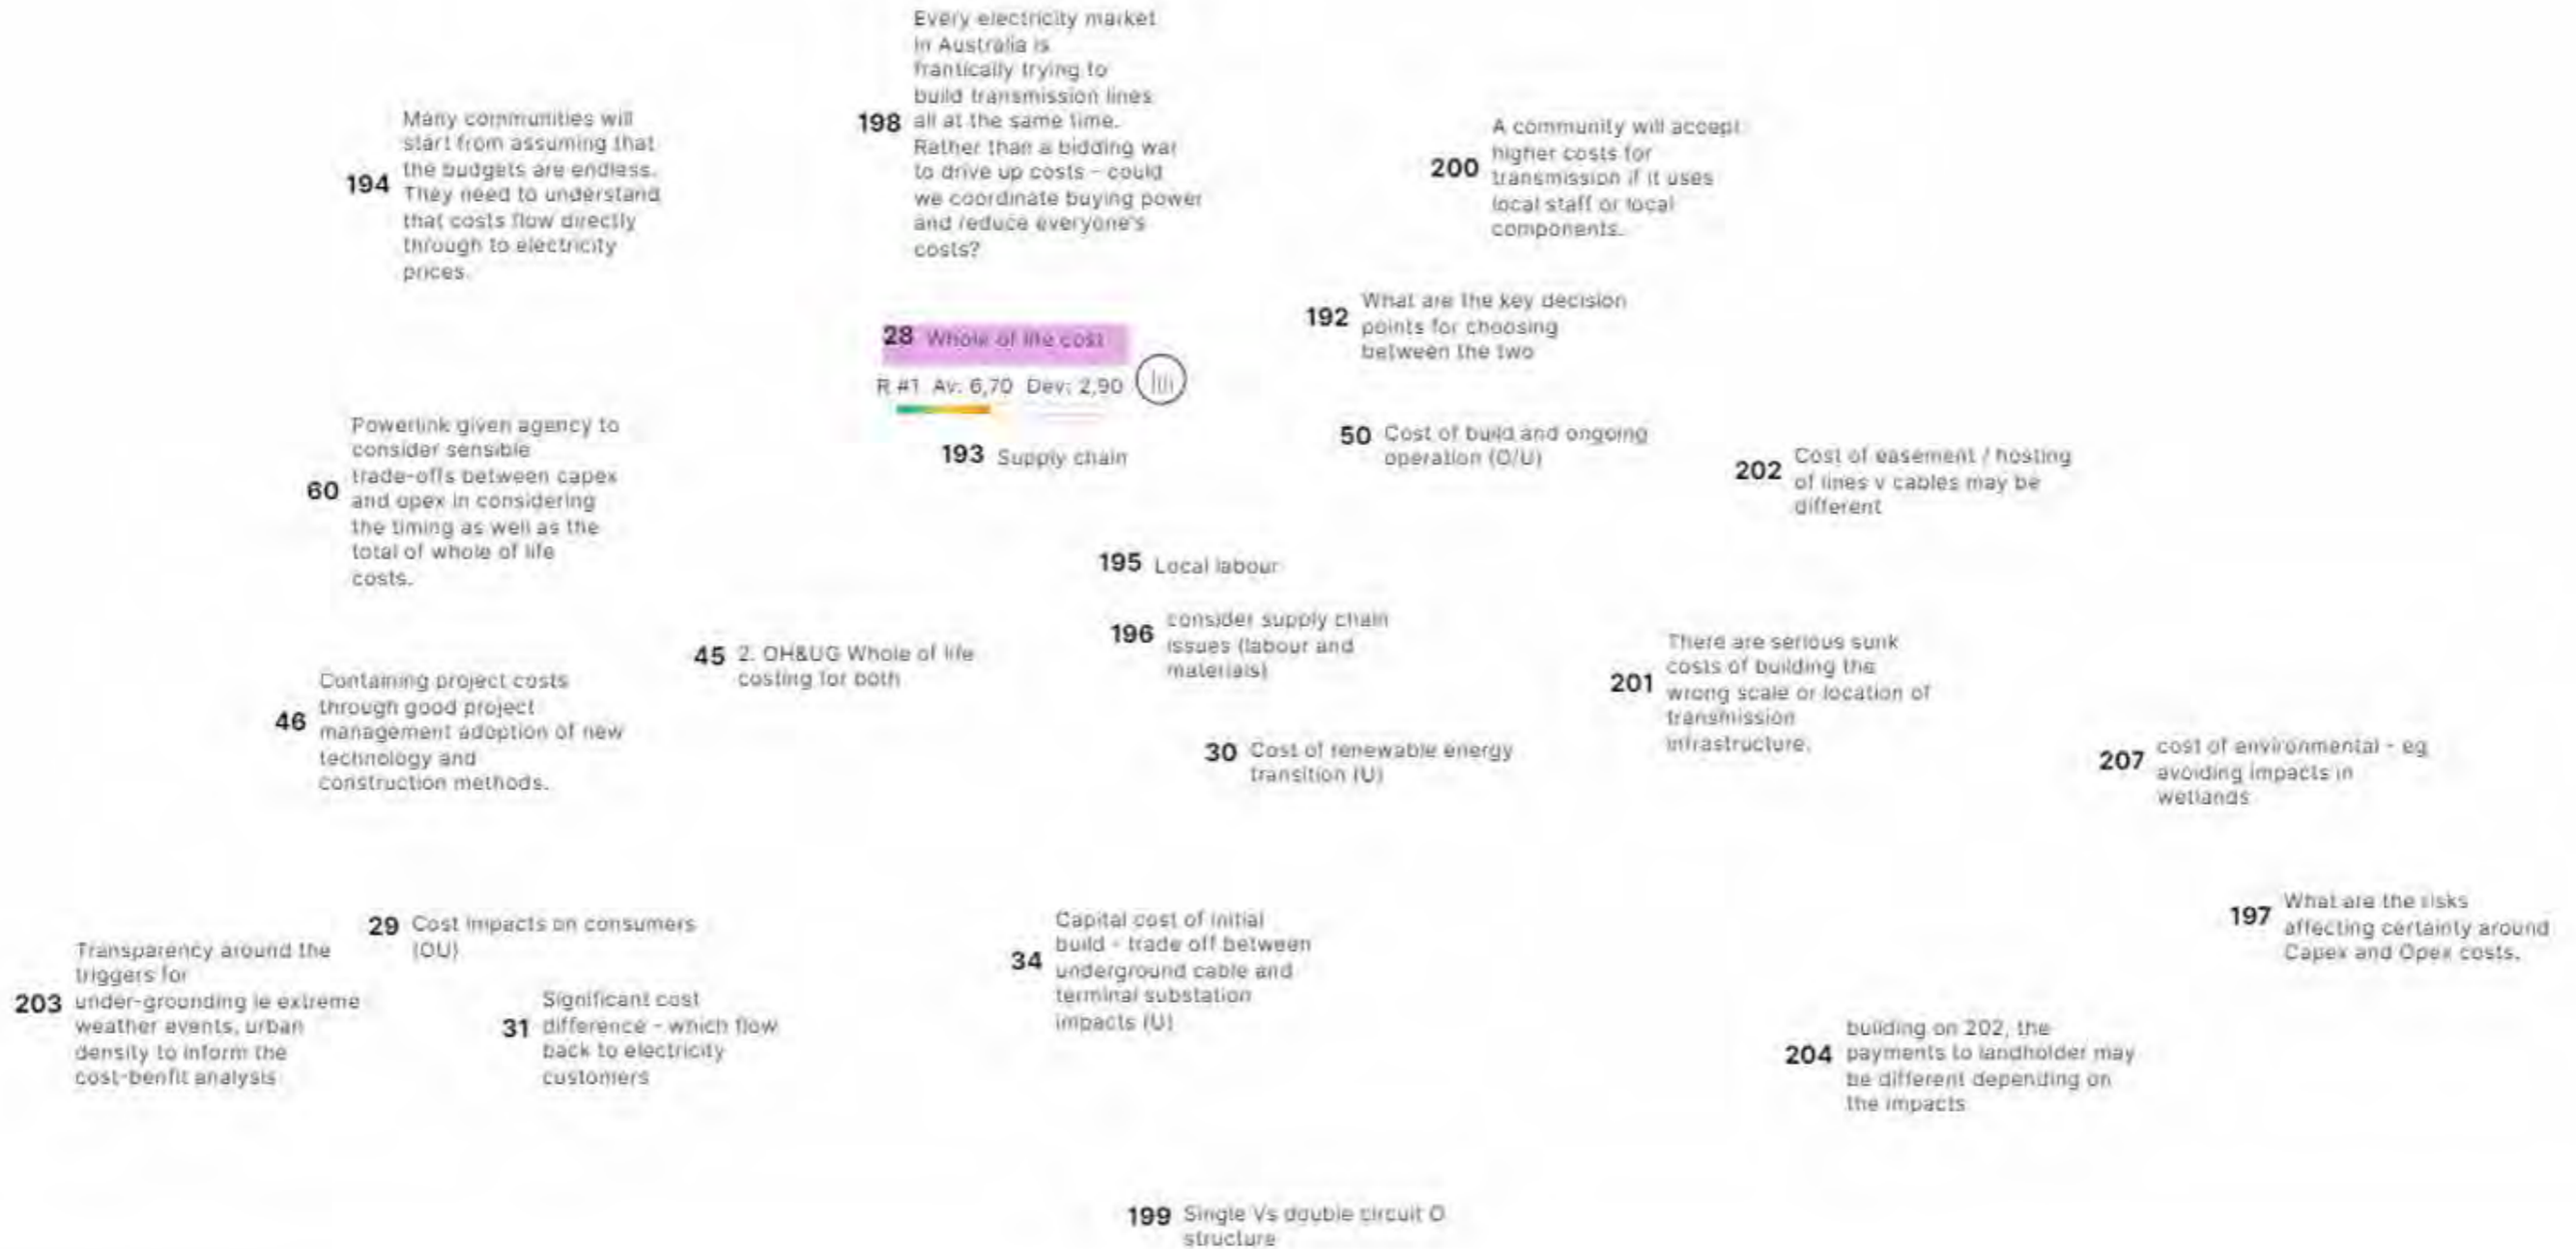 194
Many communities will
start from assuming that
the budgets are endless.
They need to understand
that costs flow directly
through to electricity
prices.
198
Every electricity market
in Australia is
frantically trying to
build transmission lines
all at the same time.
Rather than a bidding war
to drive up costs - could
we coordinate buying power
and reduce everyone's
costs?
200
A community will accept
higher costs for
transmission if it uses
local staff or local
components.
28 Whole of life cost
R #1 Av: 6,70 Dev: 2,90
192
What are the key decision
points for choosing
between the two
193 Supply chain
60
Powerlink given agency to
consider sensible
trade-offs between capex
and opex in considering
the timing as well as the
total of whole of life
costs.
50 Cost of build and ongoing
operation (O/U)
202
Cost of easement / hosting
of lines v cables may be
different
195 Local labour
196
consider supply chain
issues (labour and
materials)
45 2. OH&UG Whole of life
costing for both
46
Containing project costs
through good project
management adoption of new
technology and
construction methods.
201
There are serious sunk
costs of building the
wrong scale or location of
transmission
infrastructure.
30 Cost of renewable energy
transition (U)
207
cost of environmental - eg
avoiding impacts in
wetlands
29 Cost impacts on consumers
(OU)
203
Transparency around the
triggers for
under-grounding ie extreme
weather events, urban
density to inform the
cost-benfit analysis
31
Significant cost
difference - which flow
back to electricity
customers
34
Capital cost of initial
build - trade off between
underground cable and
terminal substation
impacts (U)
197
What are the risks
affecting certainty around
Capex and Opex costs.
204
building on 202, the
payments to landholder may
be different depending on
the impacts
199 Single Vs double circuit O
structure